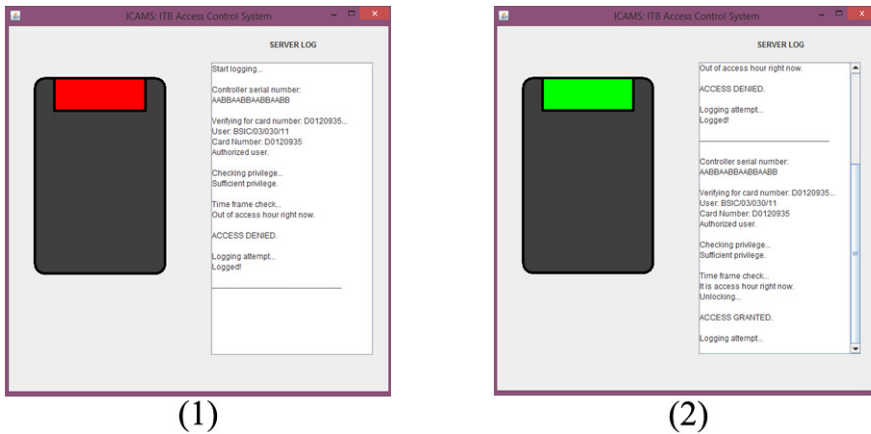 ICAMS: ITB Access Control System
SERVER LOG
Start logging...
Controller serial number:
AABBAABBAABBAABB
Verifying for card number: D0120935...
User: BSIC/03/030/11
Card Number: D0120935
Authorized user.
Checking privilege...
Sufficient privilege.
Time frame check...
Out of access hour right now.
ACCESS DENIED.
Logging attempt...
Logged!
(1)
ICAMS: ITB Access Control System
SERVER LOG
Out of access hour right now.
ACCESS DENIED.
Logging attempt...
Logged!
Controller serial number:
AABBAABBAABBAABB
Verifying for card number: D0120935...
User: BSIC/03/030/11
Card Number: D0120935
Authorized user.
Checking privilege...
Sufficient privilege.
Time frame check...
It is access hour right now.
Unlocking...
ACCESS GRANTED.
Logging attempt...
(2)